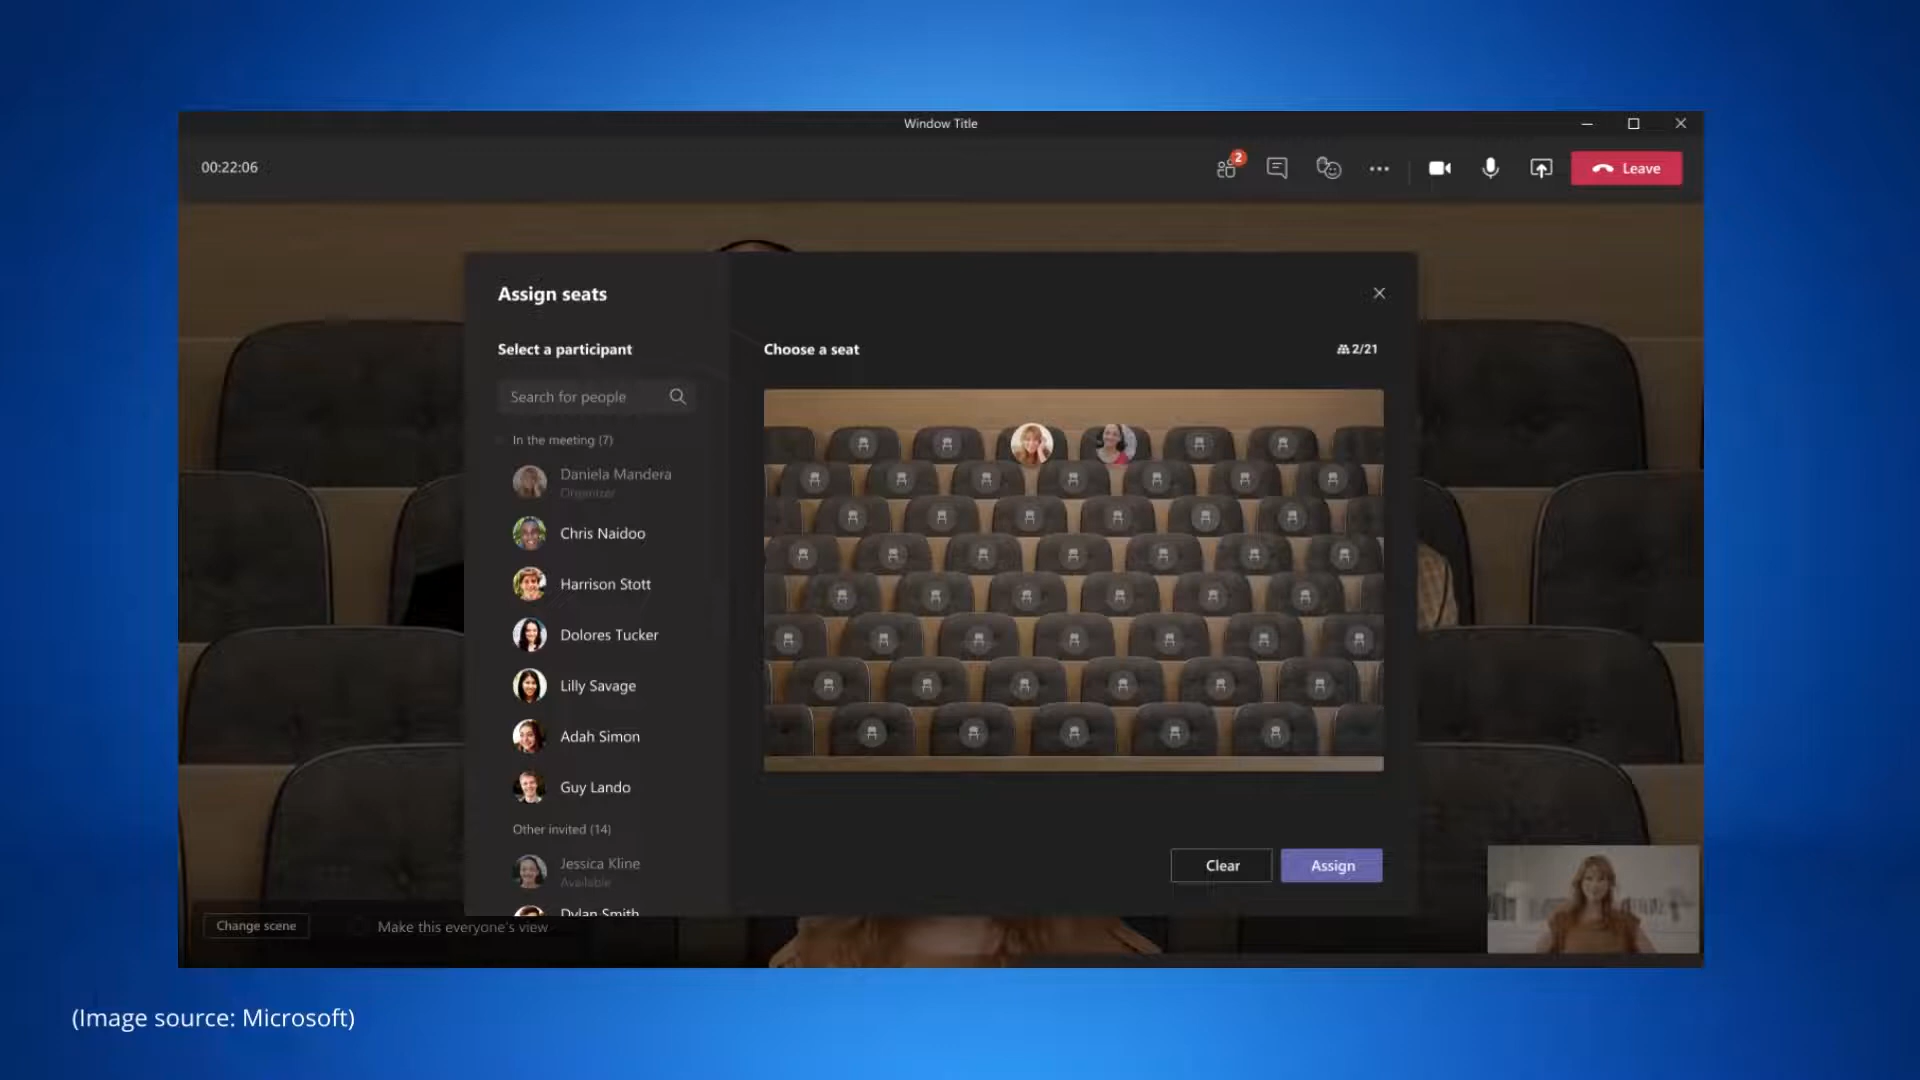 Window Title
00:22:06
2
Leave
Assign seats
Select a participant
Choose a seat
2/21
Search for people
In the meeting (7)
Daniela Mandera
Organizer
Chris Naidoo
Harrison Stott
Dolores Tucker
Lilly Savage
Adah Simon
Guy Lando
Other invited (14)
Jessica Kline
Available
Dylan Smith
Clear
Assign
Change scene
Make this everyone's view
(Image source: Microsoft)